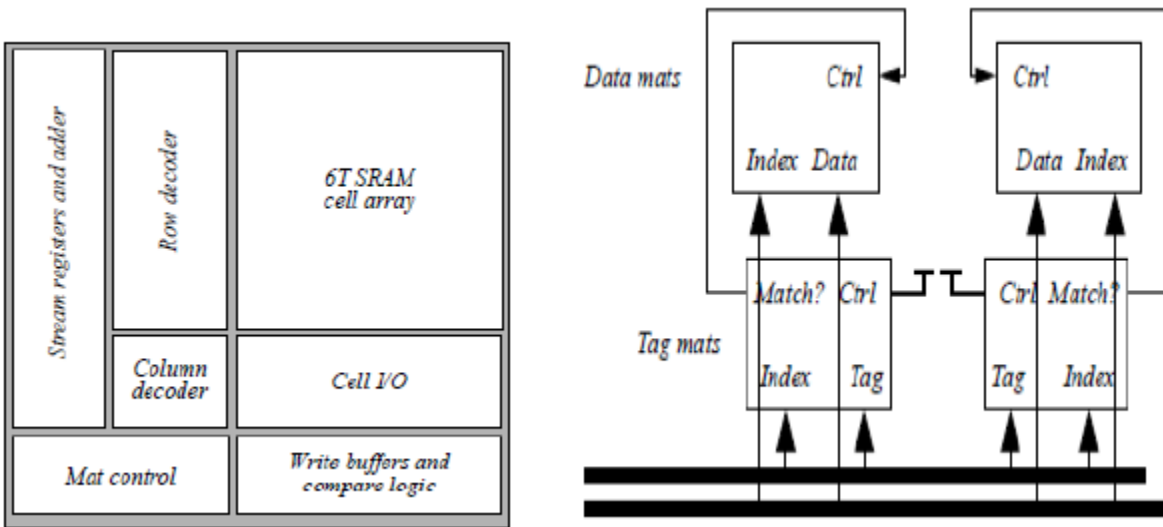 Stream registers and adder
Row decoder
6T SRAM
cell array
Column
decoder
Cell I/O
Mat control
Write buffers and
compare logic
Data mats
Ctrl
Index Data
Ctrl
Data Index
Tag mats
Match? Ctrl
Index Tag
Ctrl Match?
Tag Index